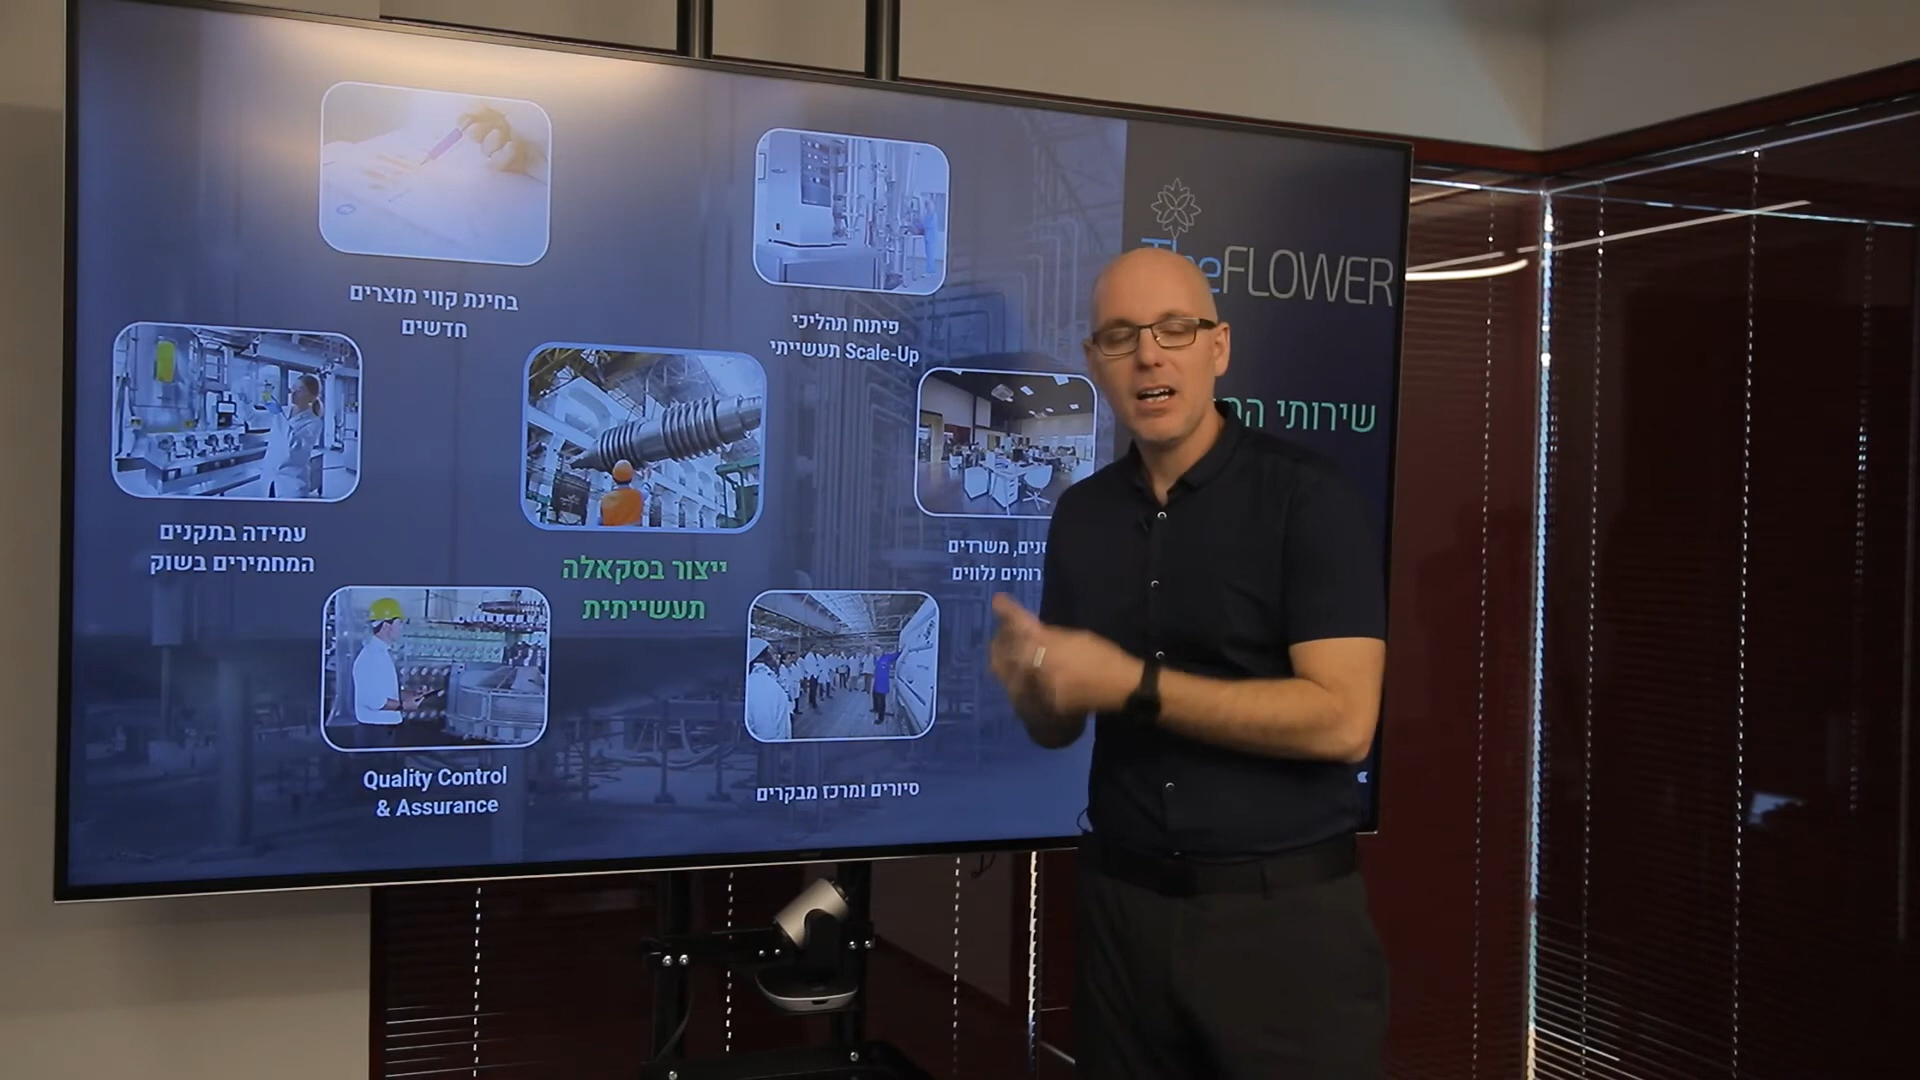 TheFLOWER
שירותי
בחינת קווי מוצרים
חדשים
פיתוח תהליכי
Scale-Up תעשייתי
עמידה בתקנים
המחמירים בשוק
ייצור בסקאלה
תעשייתית
משרדים
נלווים
Quality Control
& Assurance
סיורים ומרכז מבקרים